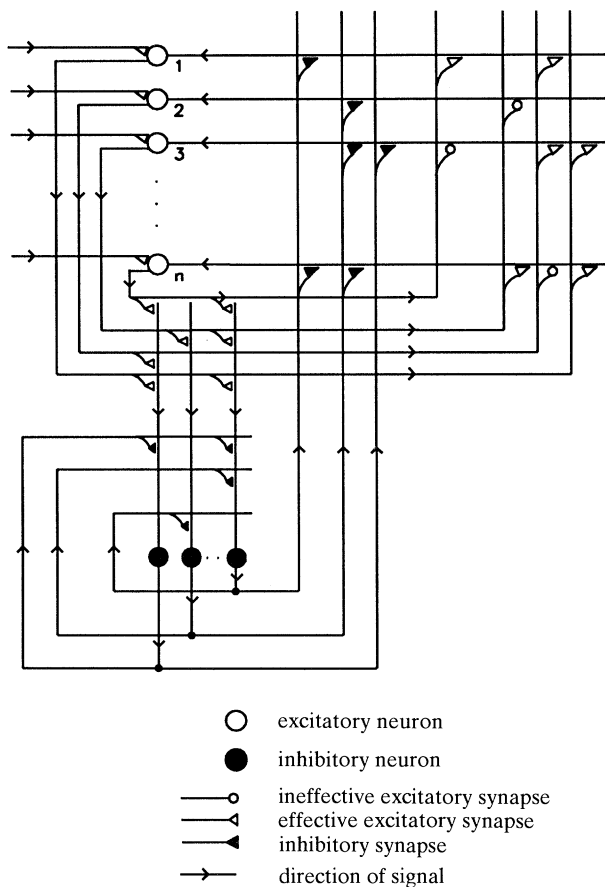 1
2
3
n
excitatory neuron
inhibitory neuron
ineffective excitatory synapse
effective excitatory synapse
inhibitory synapse
direction of signal